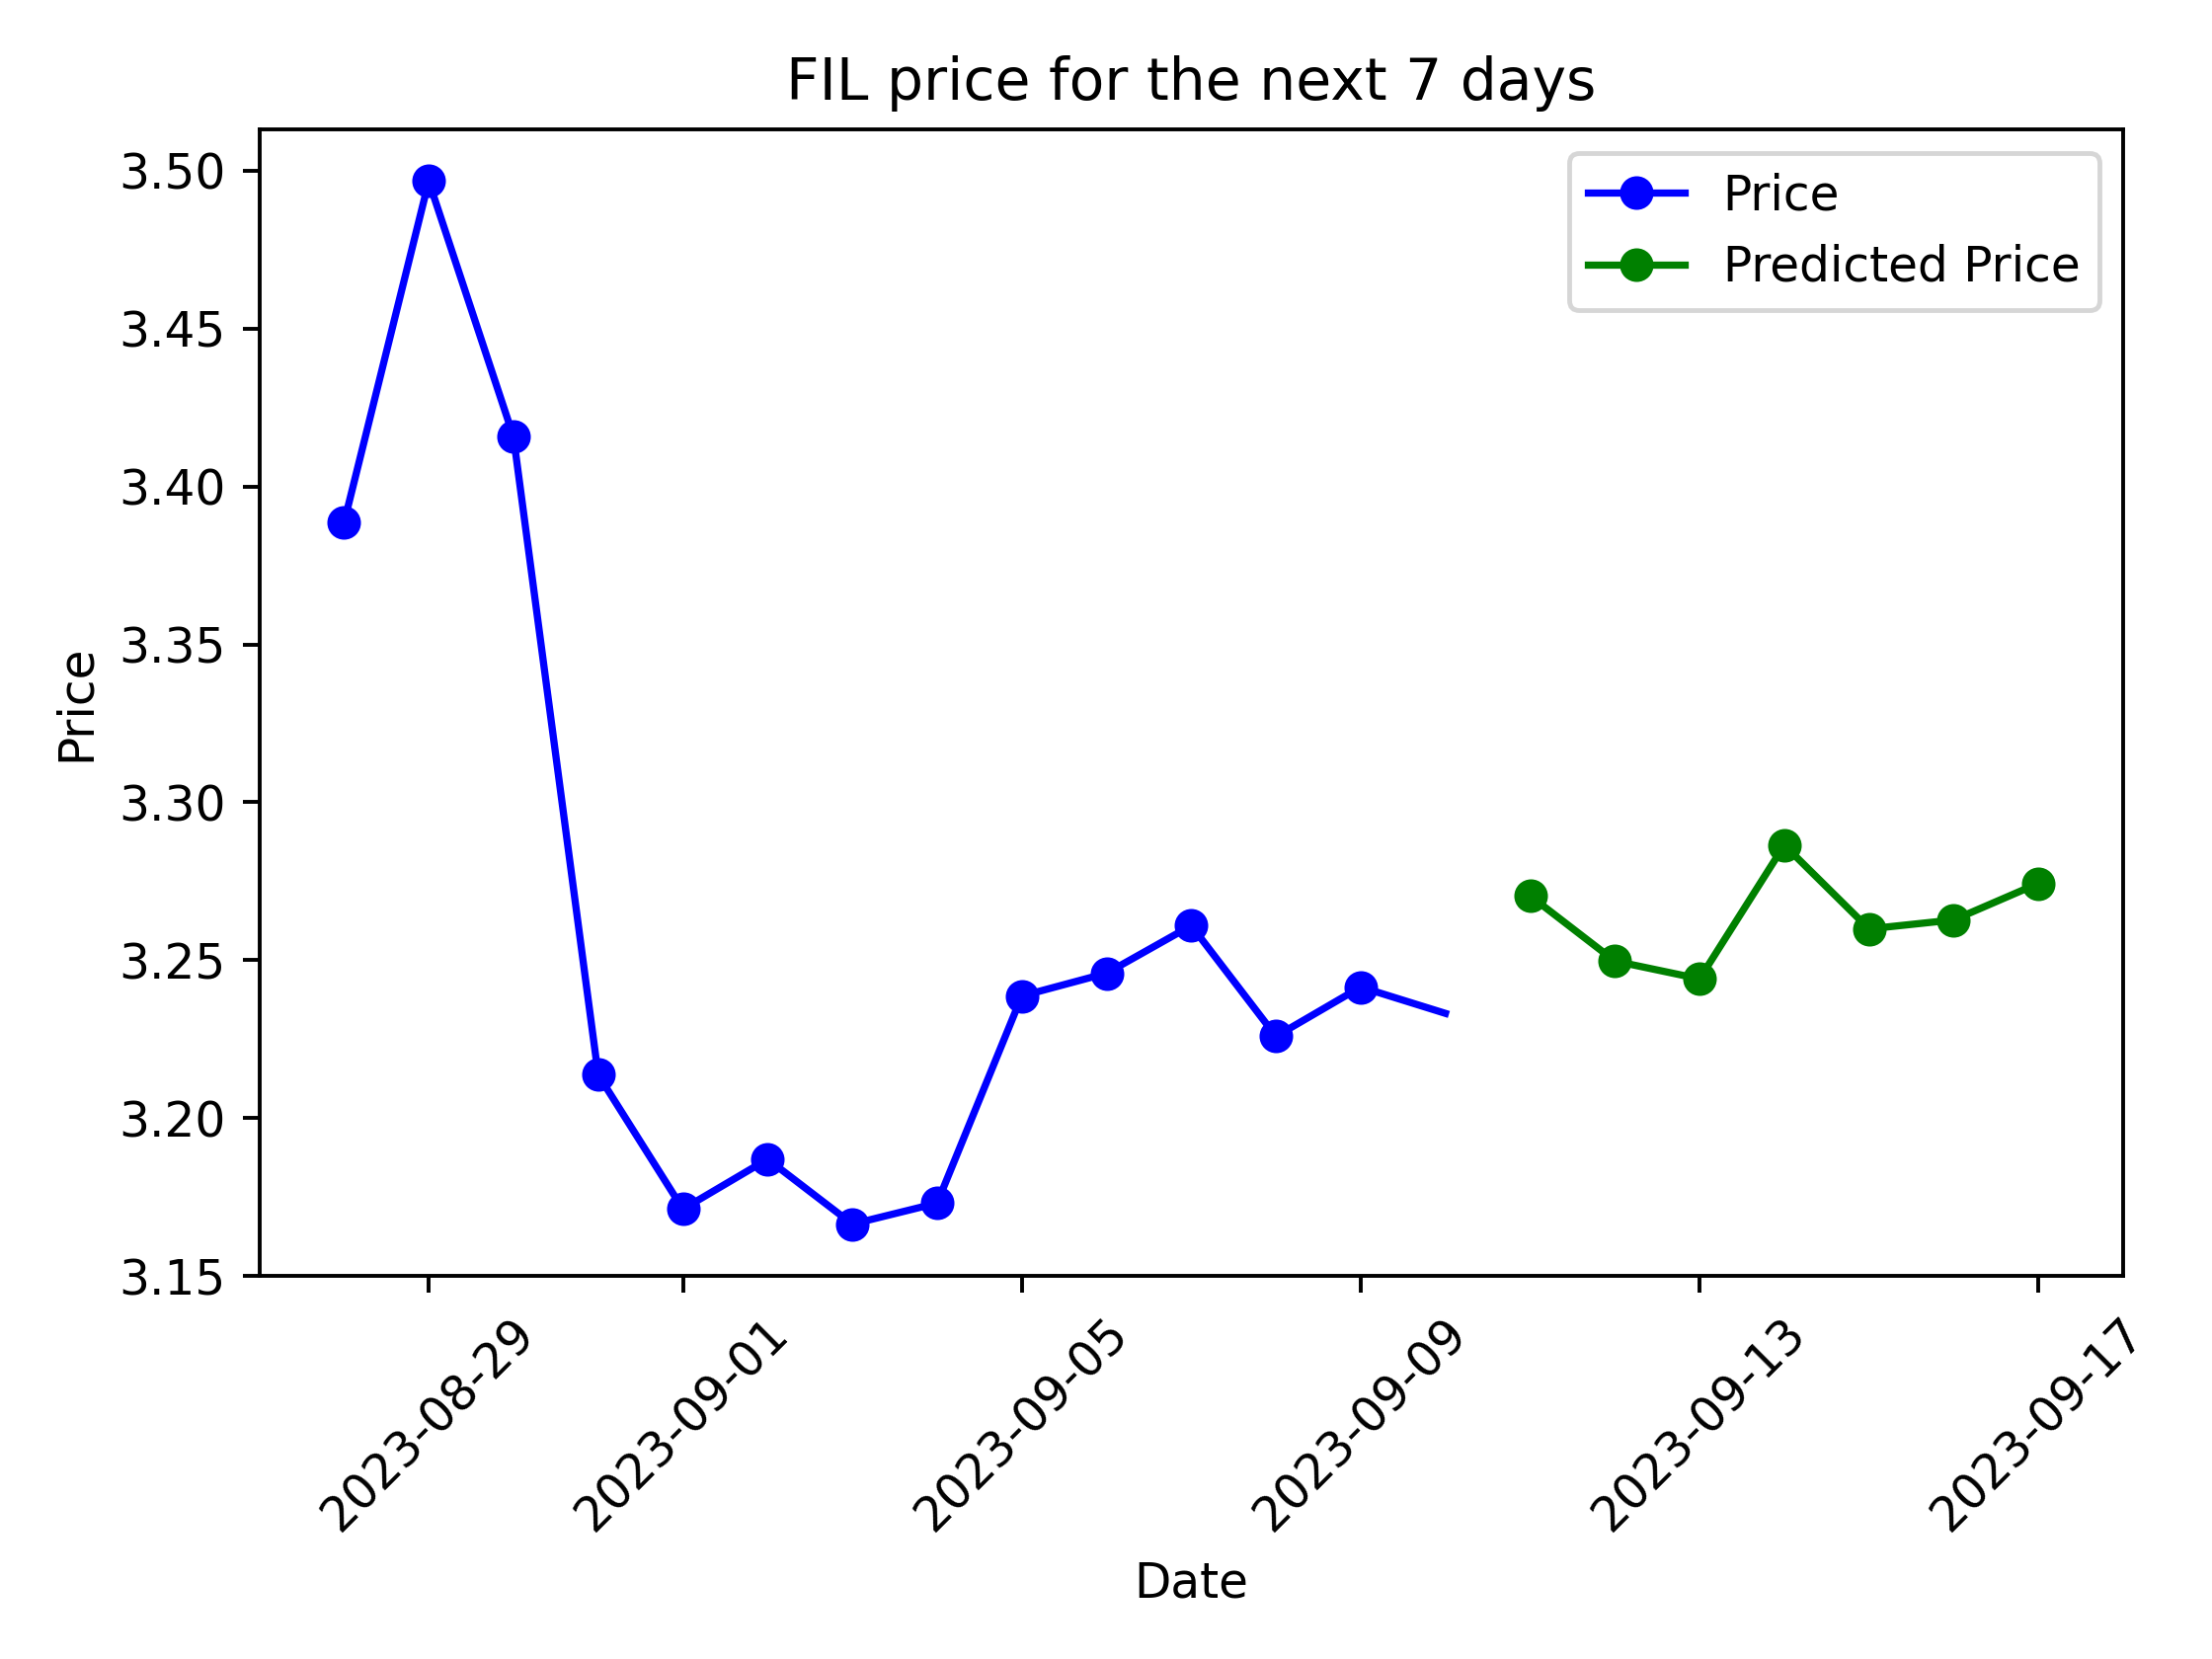 FIL price for the next 7 days
Price
Predicted Price
3.50
3.45
3.40
3.35
3.30
3.25
3.20
3.15
Price
2023-08-29
2023-09-01
2023-09-05
2023-09-09
2023-09-13
2023-09-17
Date